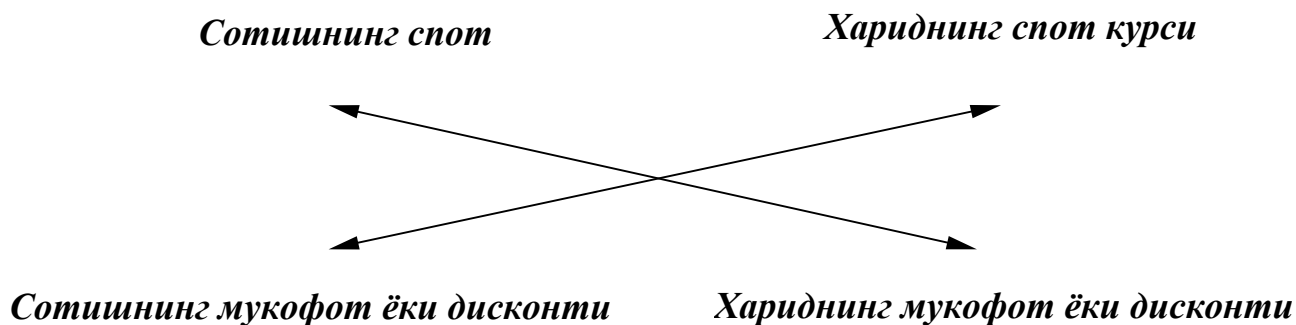 Сотишнинг спот
Хариднинг спот курси
Сотишнинг мукофот ёки дисконти
Хариднинг мукофот ёки дисконти